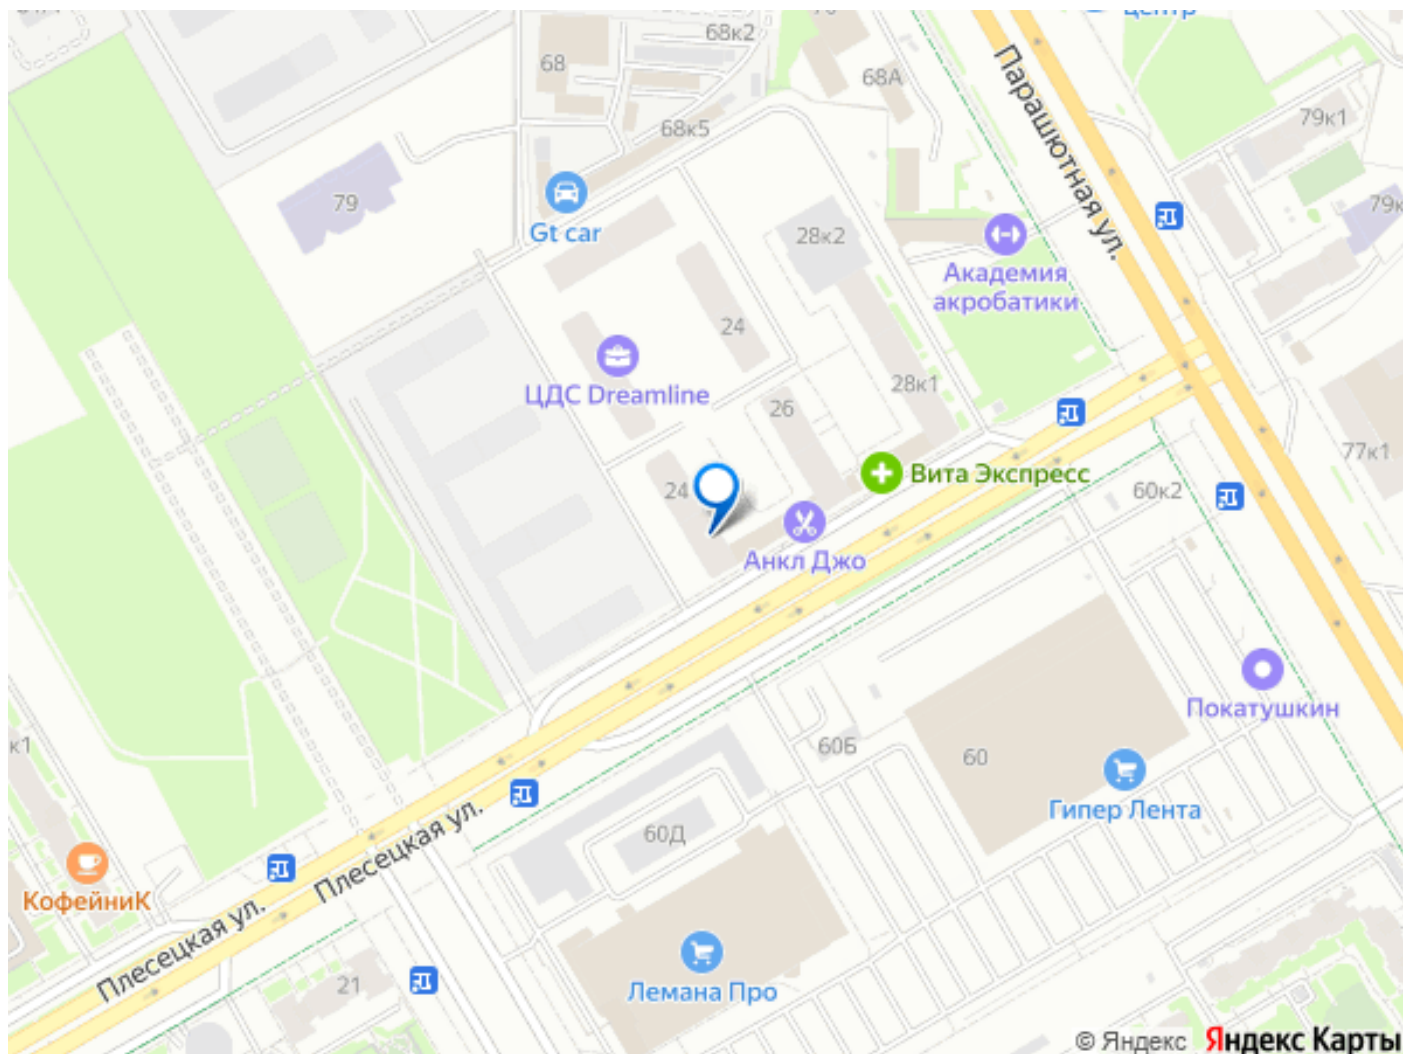 68к2
центр
68
68А
68к5
79к1
Парашютная ул.
79
79к
Gt car
28к2
Академия
акробатики
24
ЦДС Dreamline
28к1
26
77к1
Вита Экспресс
24
60к2
Анкл Джо
Покатушкин
к1
60Б
60
Гипер Лента
60Д
Плесецкая ул.
КофейниК
Плесецкая ул.
21
Лемана Про
© Яндекс Яндекс Карты